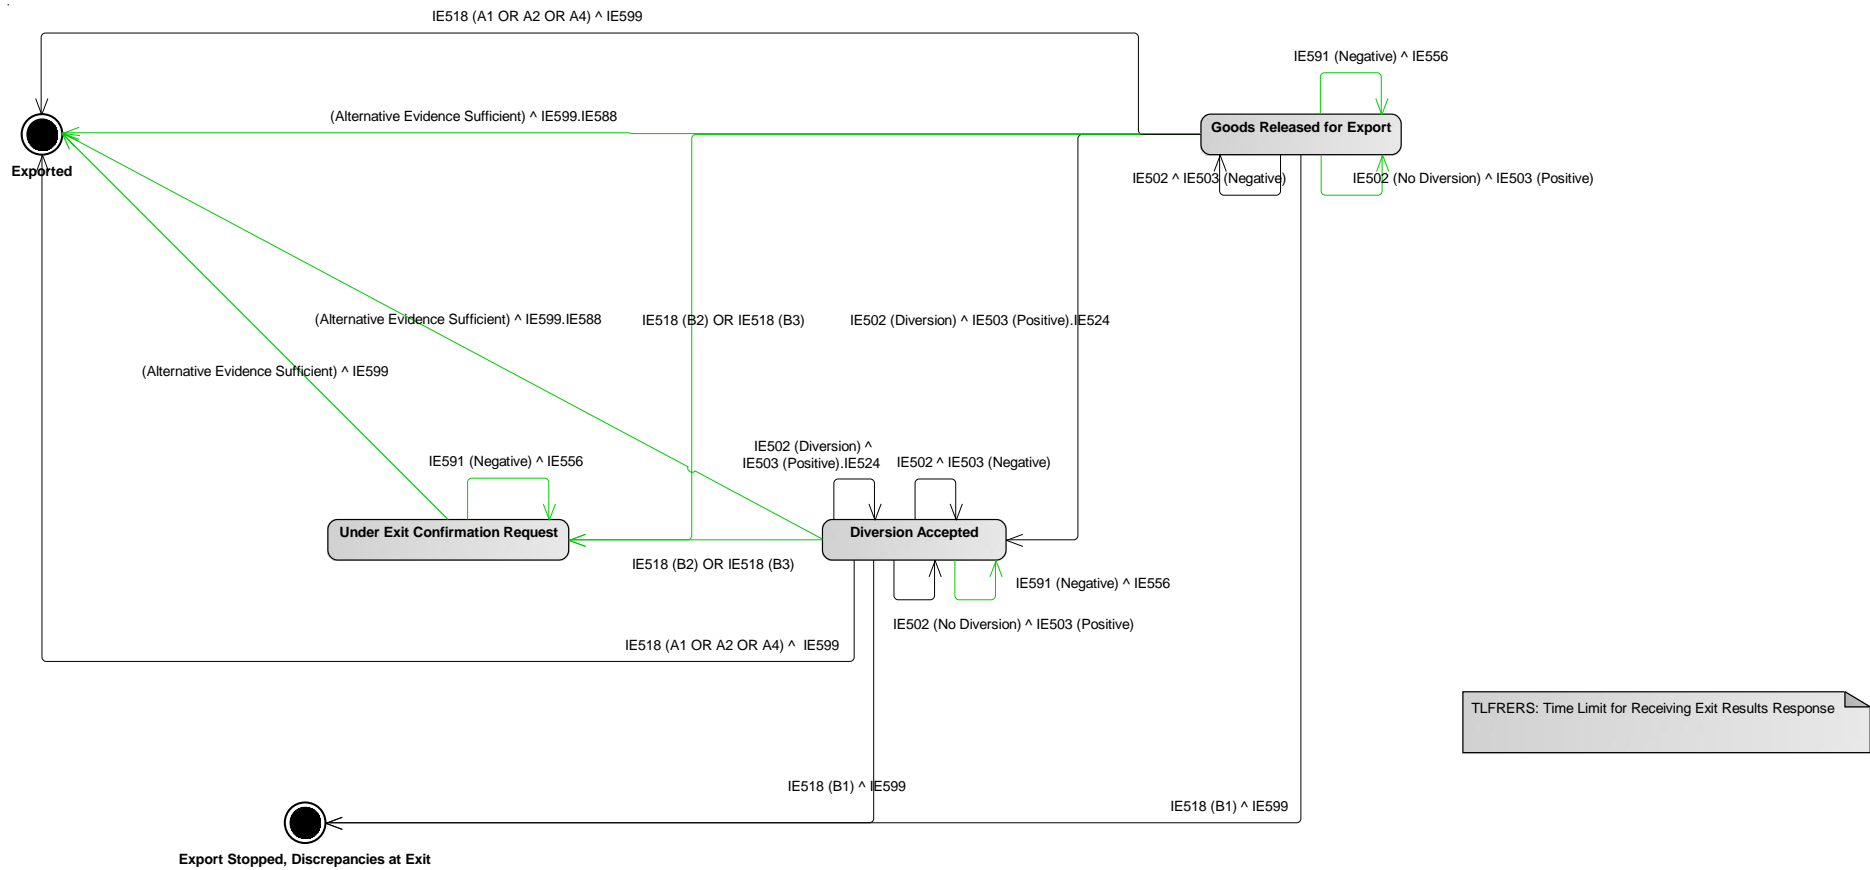 IE518 (A1 OR A2 OR A4) ^ IE599
IE591 (Negative) ^ IE556
(Alternative Evidence Sufficient) ^ IE599.IE588
Goods Released for Export
Exported
IE502 ^ IE503 (Negative)
IE502 (No Diversion) ^ IE503 (Positive)
(Alternative Evidence Sufficient) ^ IE599.IE588
IE518 (B2) OR IE518 (B3)
IE502 (Diversion) ^ IE503 (Positive).IE524
(Alternative Evidence Sufficient) ^ IE599
IE502 (Diversion) ^
IE503 (Positive).IE524
IE591 (Negative) ^ IE556
IE502 ^ IE503 (Negative)
Under Exit Confirmation Request
Diversion Accepted
IE518 (B2) OR IE518 (B3)
IE591 (Negative) ^ IE556
IE502 (No Diversion) ^ IE503 (Positive)
IE518 (A1 OR A2 OR A4) ^ IE599
TLFRERS: Time Limit for Receiving Exit Results Response
IE518 (B1) ^ IE599
IE518 (B1) ^ IE599
Export Stopped, Discrepancies at Exit